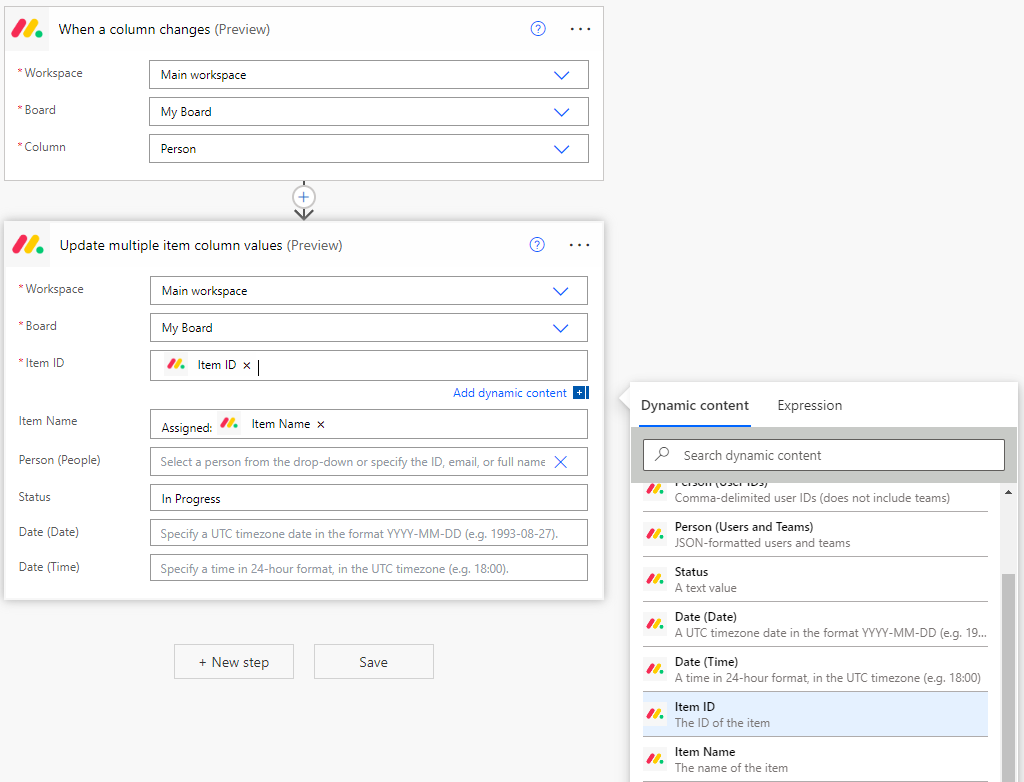 When a column changes (Preview)
* Workspace
Main workspace
* Board
My Board
* Column
Person
Update multiple item column values (Preview)
* Workspace
Main workspace
* Board
My Board
* Item ID
Item ID ×
Add dynamic content
Item Name
Assigned: Item Name ×
Person (People)
Select a person from the drop-down or specify the ID, email, or full name
Status
In Progress
Date (Date)
Specify a UTC timezone date in the format YYYY-MM-DD (e.g. 1993-08-27).
Date (Time)
Specify a time in 24-hour format, in the UTC timezone (e.g. 18:00).
+ New step
Save
Dynamic content
Expression
Search dynamic content
Person (User IDs)
Comma-delimited user IDs (does not include teams)
Person (Users and Teams)
JSON-formatted users and teams
Status
A text value
Date (Date)
A UTC timezone date in the format YYYY-MM-DD (e.g. 19...
Date (Time)
A time in 24-hour format, in the UTC timezone (e.g. 18:00)
Item ID
The ID of the item
Item Name
The name of the item